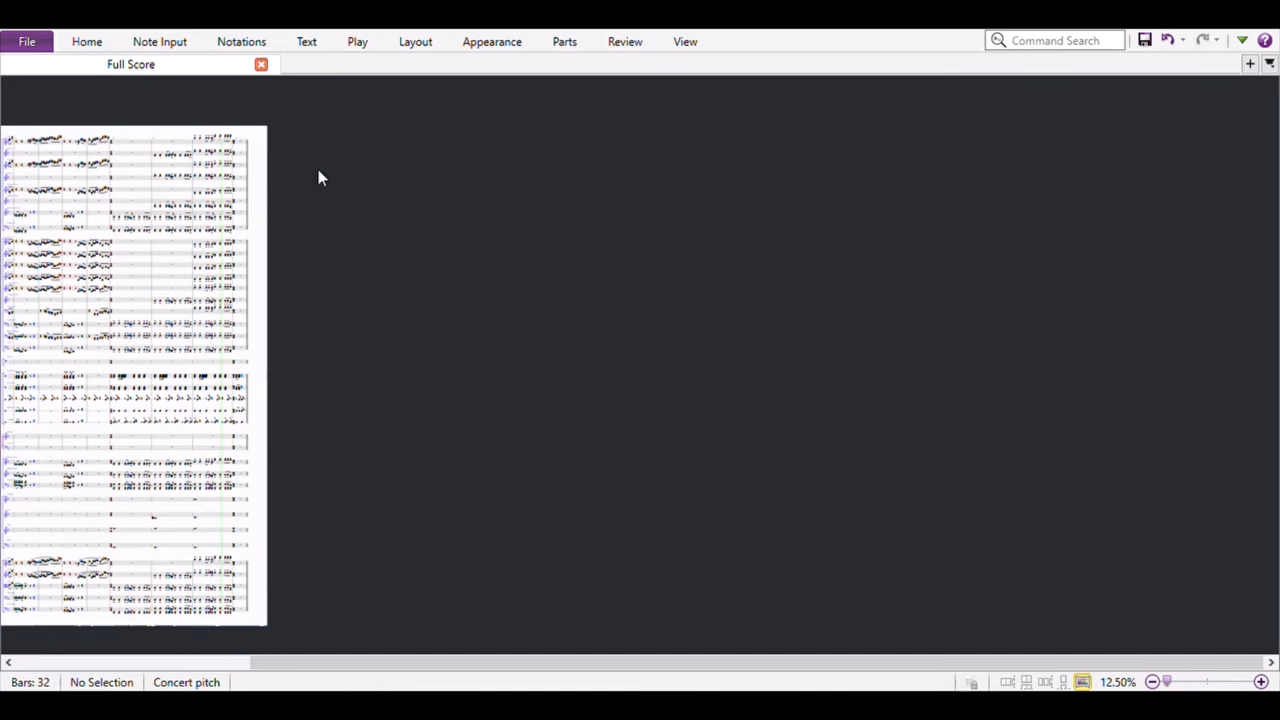 File Home Note Input Notations Text Play Layout Appearance Parts Review View Command Search
Full Score
Bars: 32 No Selection Concert pitch 12.50%